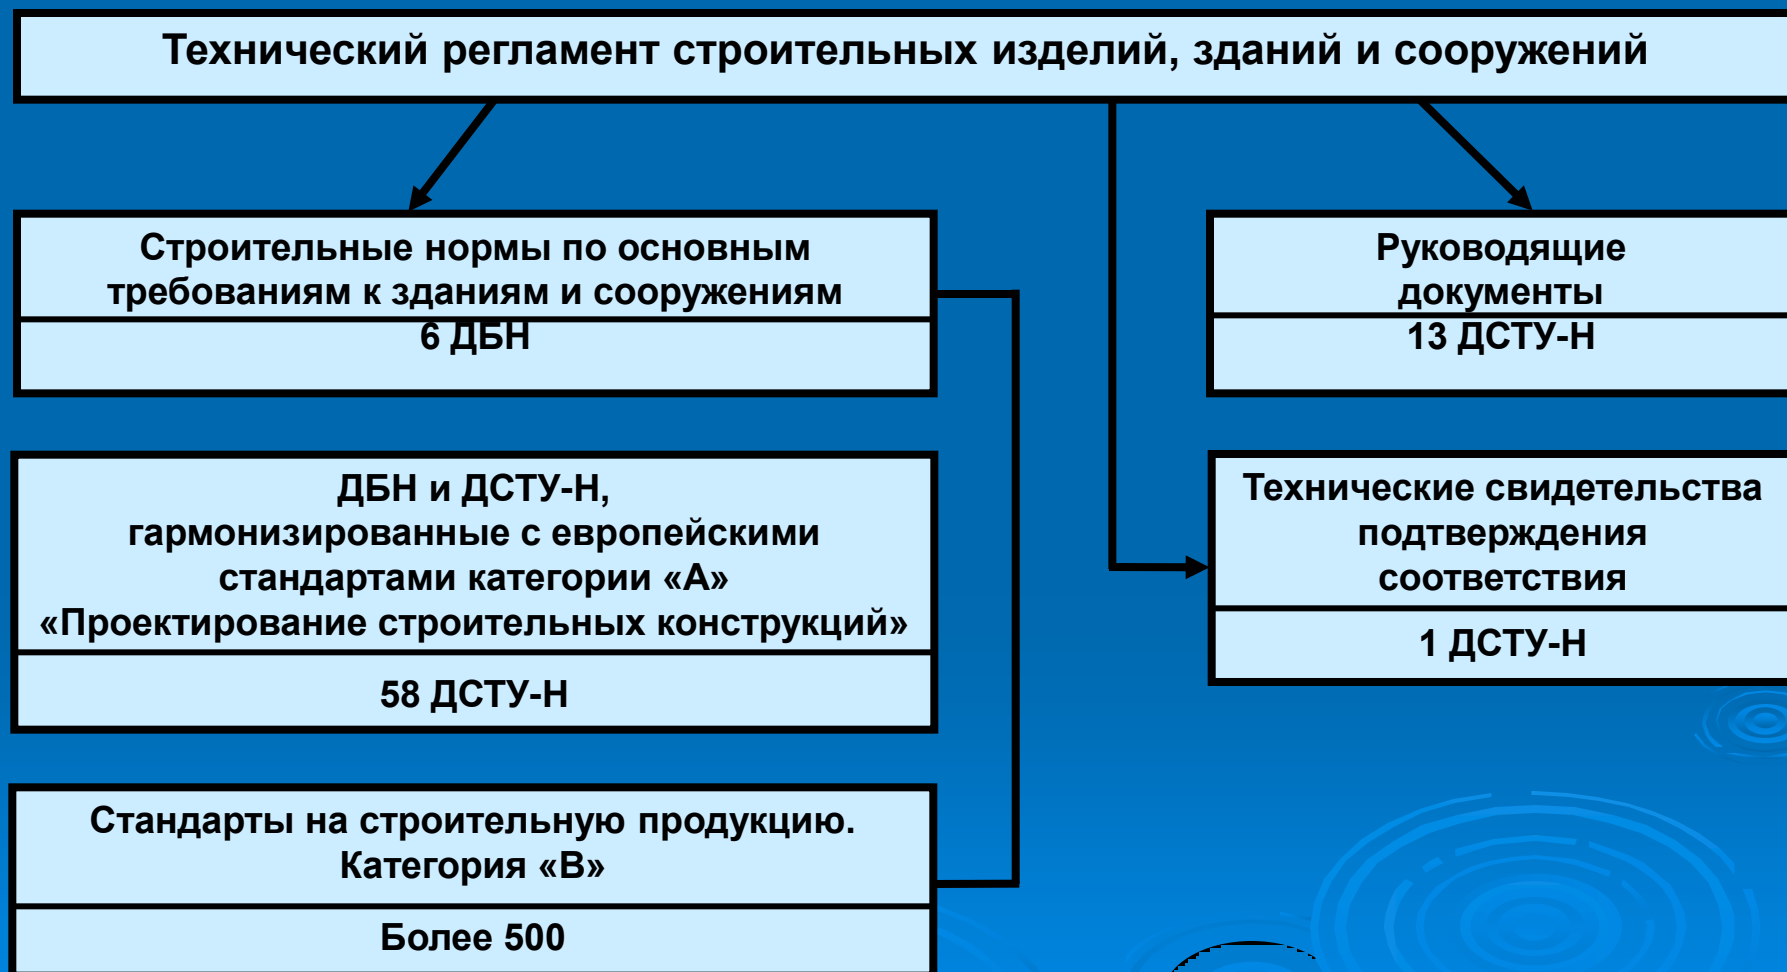 Технический регламент строительных изделий, зданий и сооружений
Строительные нормы по основным
требованиям к зданиям и сооружениям
6 ДБН
Руководящие
документы
13 ДСТУ-Н
ДБН и ДСТУ-Н,
гармонизированные с европейскими
стандартами категории «А»
«Проектирование строительных конструкций»
58 ДСТУ-Н
Технические свидетельства
подтверждения
соответствия
1 ДСТУ-Н
Стандарты на строительную продукцию.
Категория «В»
Более 500